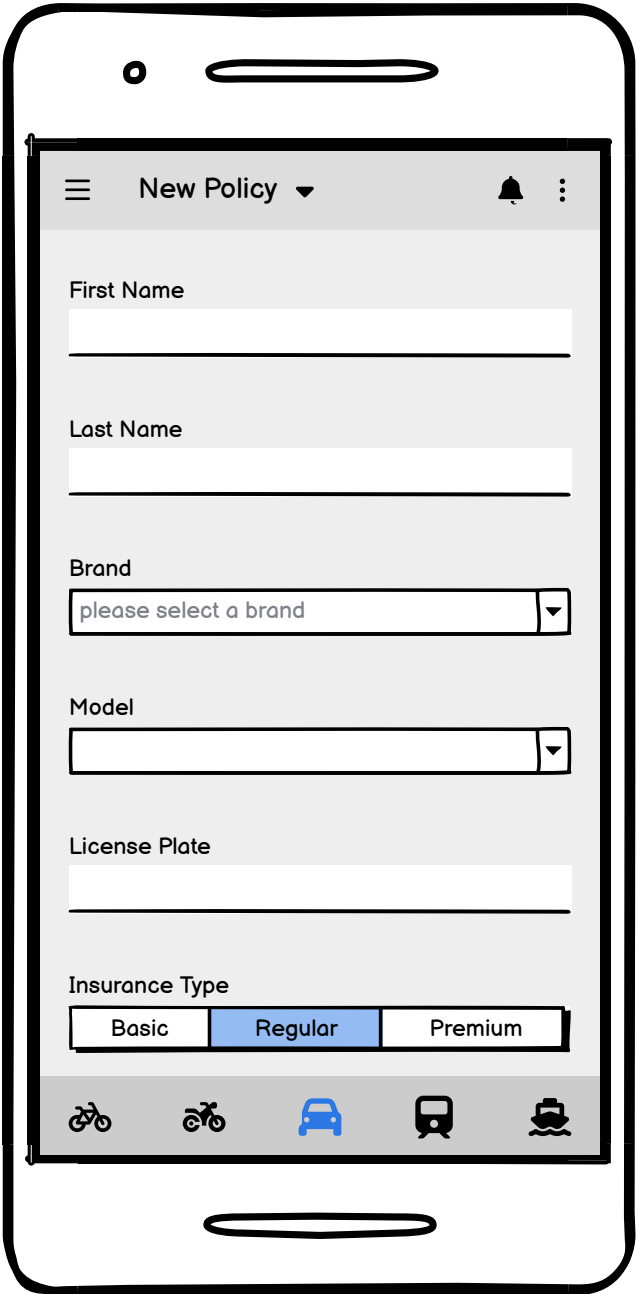 New Policy
First Name
Last Name
Brand
please select a brand
Model
License Plate
Insurance Type
Basic Regular Premium